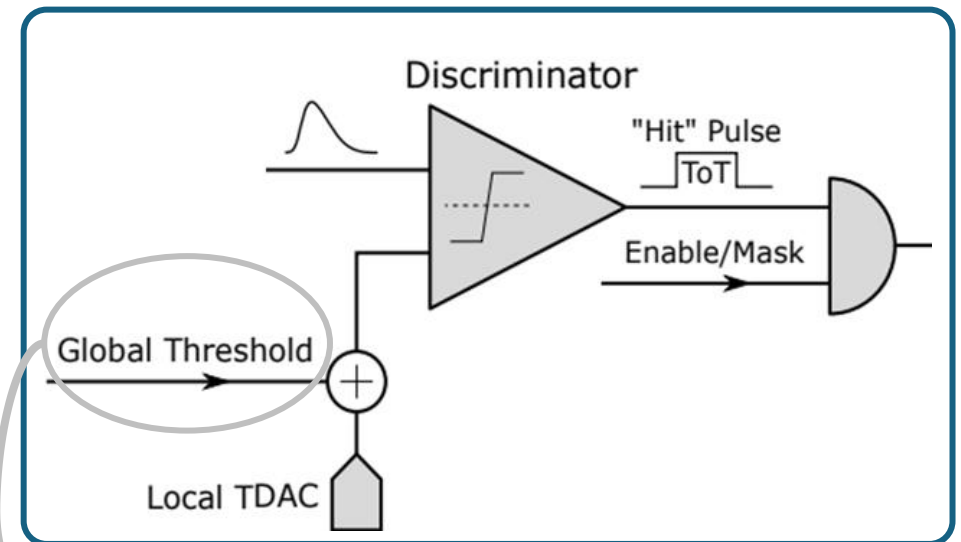 Discriminator
"Hit" Pulse
ToT
Enable/Mask
Global Threshold
+
Local TDAC